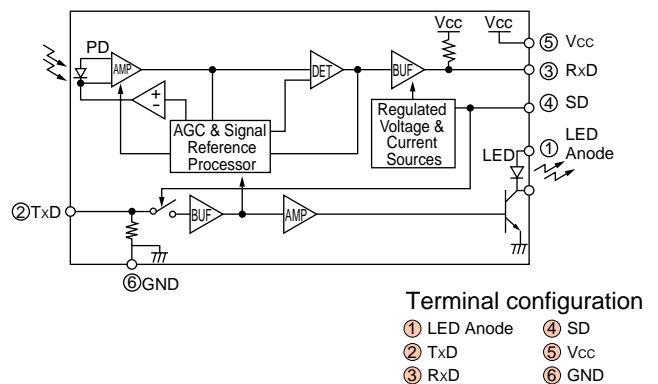 Vcc Vcc
⑤ Vcc
PD
AMP
DET
BUF
③ RxD
+
-
④ SD
AGC & Signal
Reference
Processor
Regulated
Voltage &
Current
Sources
LED
① LED
Anode
②TxD
BUF
AMP
⑥GND
Terminal configuration
① LED Anode ④ SD
② TxD ⑤ Vcc
③ RxD ⑥ GND